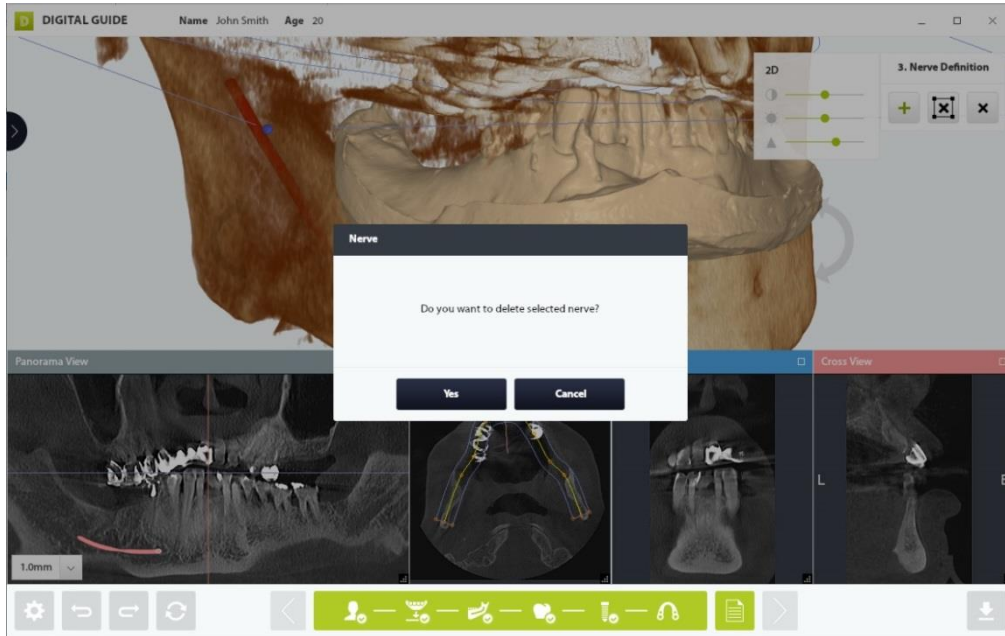 D DIGITAL GUIDE Name John Smith Age 20
2D
3. Nerve Definition
Nerve
Do you want to delete selected nerve?
Yes Cancel
Panorama View
Cross View
L
1.0mm